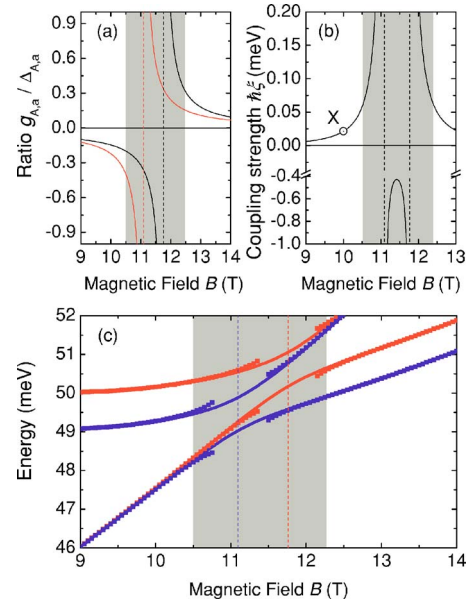 (a)
Ratio g_{A,a} / Δ_{A,a}
0.9
0.6
0.3
0.0
-0.3
-0.6
-0.9
9 10 11 12 13 14
Magnetic Field B (T)
(b)
Coupling strength ħξ (meV)
0.20
0.15
0.10
0.05
0.00
-0.4
-0.6
-0.8
-1.0
X
9 10 11 12 13
Magnetic Field B (T)
(c)
Energy (meV)
52
51
50
49
48
47
46
9 10 11 12 13 14
Magnetic Field B (T)